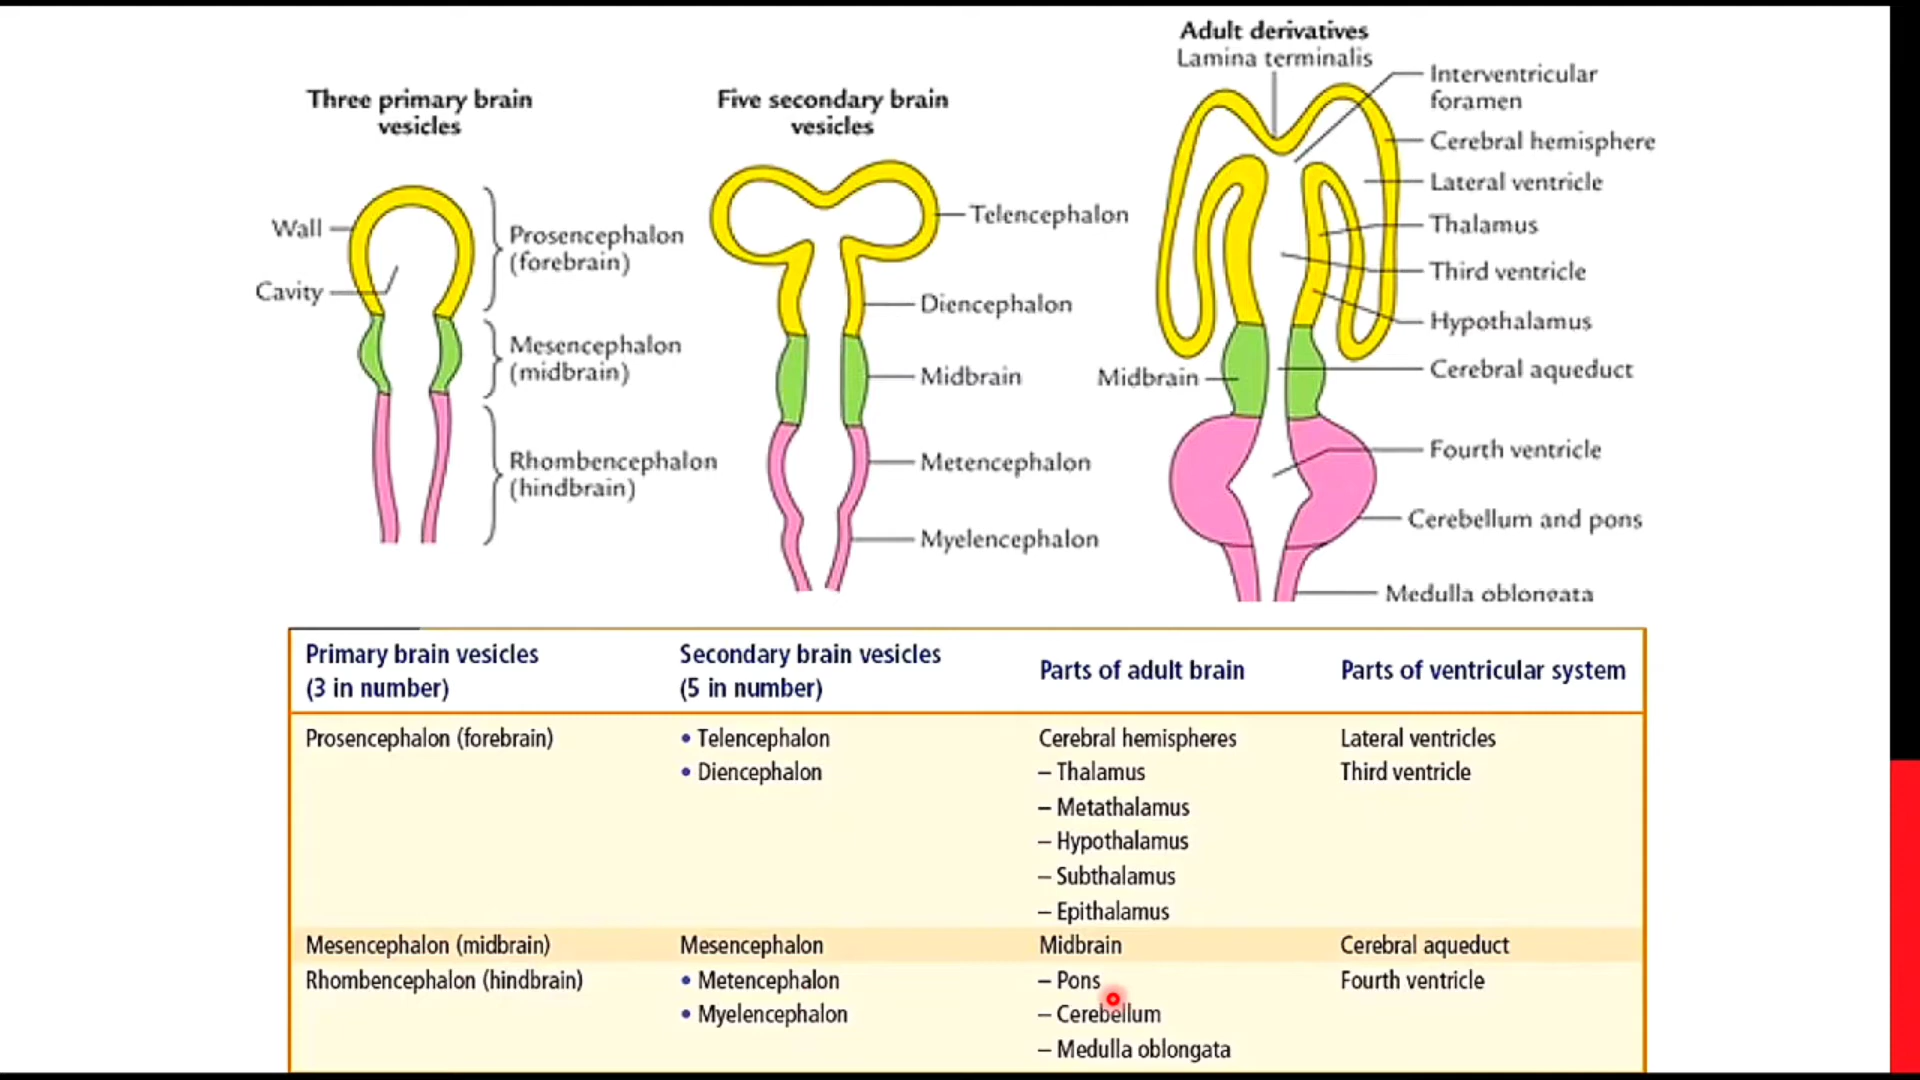 Adult derivatives
Lamina terminalis
Interventricular
foramen
Three primary brain
vesicles
Five secondary brain
vesicles
Cerebral hemisphere
Lateral ventricle
Wall
Prosencephalon
(forebrain)
Telencephalon
Thalamus
Cavity
Diencephalon
Third ventricle
Hypothalamus
Mesencephalon
(midbrain)
Midbrain
Midbrain
Cerebral aqueduct
Rhombencephalon
(hindbrain)
Metencephalon
Fourth ventricle
Myelencephalon
Cerebellum and pons
Medulla oblongata
Primary brain vesicles
(3 in number)
Secondary brain vesicles
(5 in number)
Parts of adult brain
Parts of ventricular system
Prosencephalon (forebrain)
• Telencephalon
Cerebral hemispheres
Lateral ventricles
• Diencephalon
– Thalamus
Third ventricle
– Metathalamus
– Hypothalamus
– Subthalamus
– Epithalamus
Mesencephalon (midbrain)
Mesencephalon
Midbrain
Cerebral aqueduct
Rhombencephalon (hindbrain)
• Metencephalon
– Pons
Fourth ventricle
• Myelencephalon
– Cerebellum
– Medulla oblongata